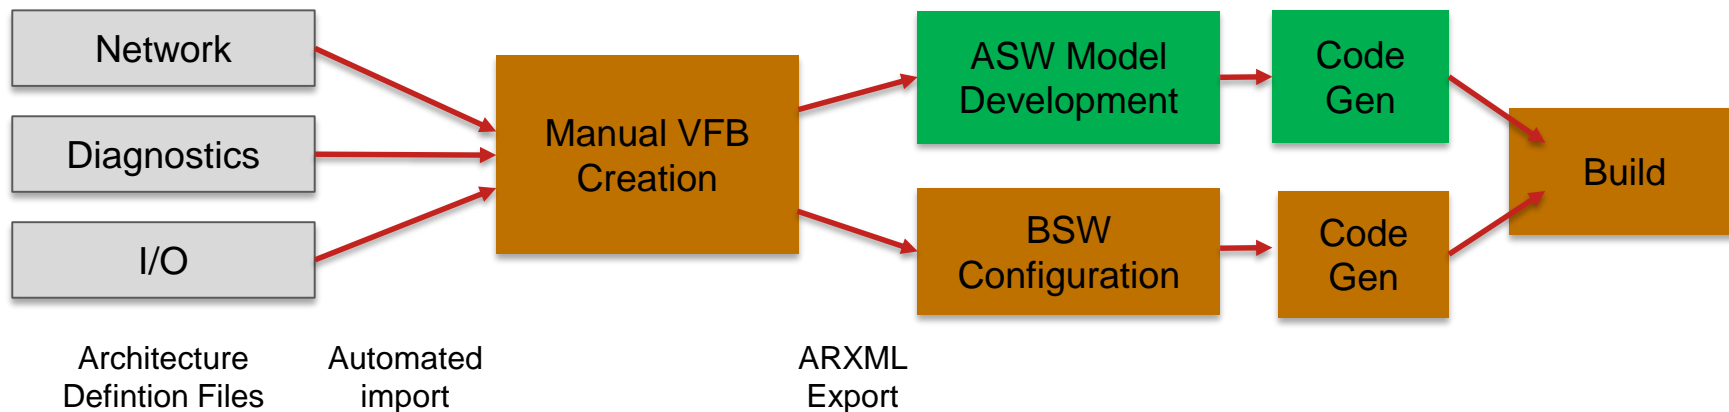 Network
Diagnostics
I/O
Manual VFB
Creation
ASW Model
Development
Code
Gen
BSW
Configuration
Code
Gen
Build
Architecture
Defintion Files
Automated
import
ARXML
Export